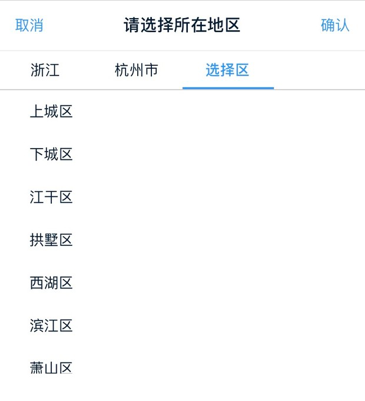 取消 请选择所在地区 确认
浙江 杭州市 选择区
上城区
下城区
江干区
拱墅区
西湖区
滨江区
萧山区